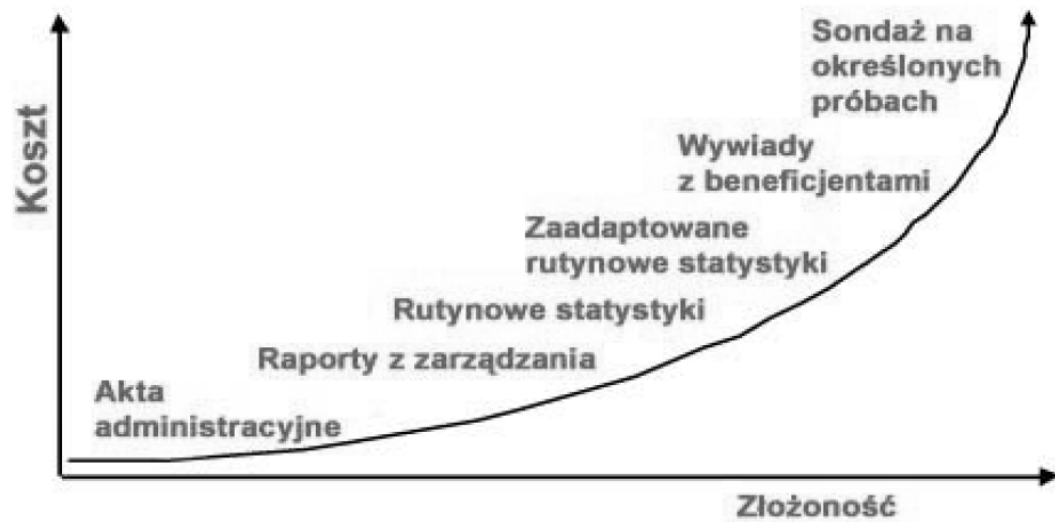 Sondaż na
określonych
próbach
Koszt
Wywiady
z beneficjentami
Zaadaptowane
rutynowe statystyki
Rutynowe statystyki
Raporty z zarządzania
Akta
administracyjne
Złożoność